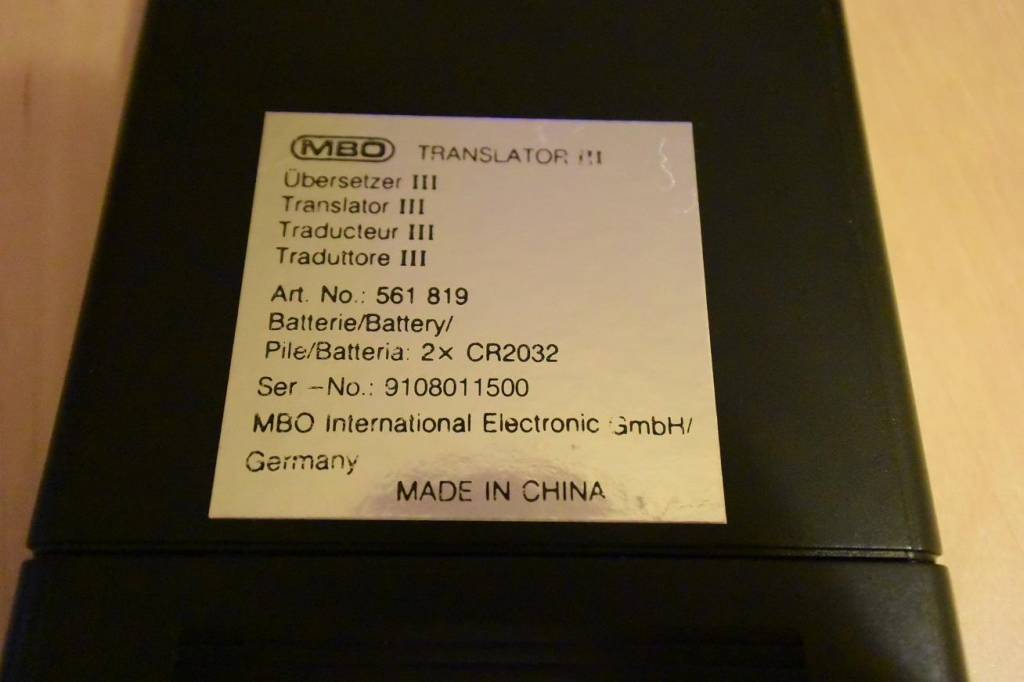 MBO TRANSLATOR III
Übersetzer III
Translator III
Traducteur III
Traduttore III
Art. No.: 561 819
Batterie/Battery/
Pile/Batteria: 2x CR2032
Ser -No.: 9108011500
MBO International Electronic GmbH/
Germany
MADE IN CHINA